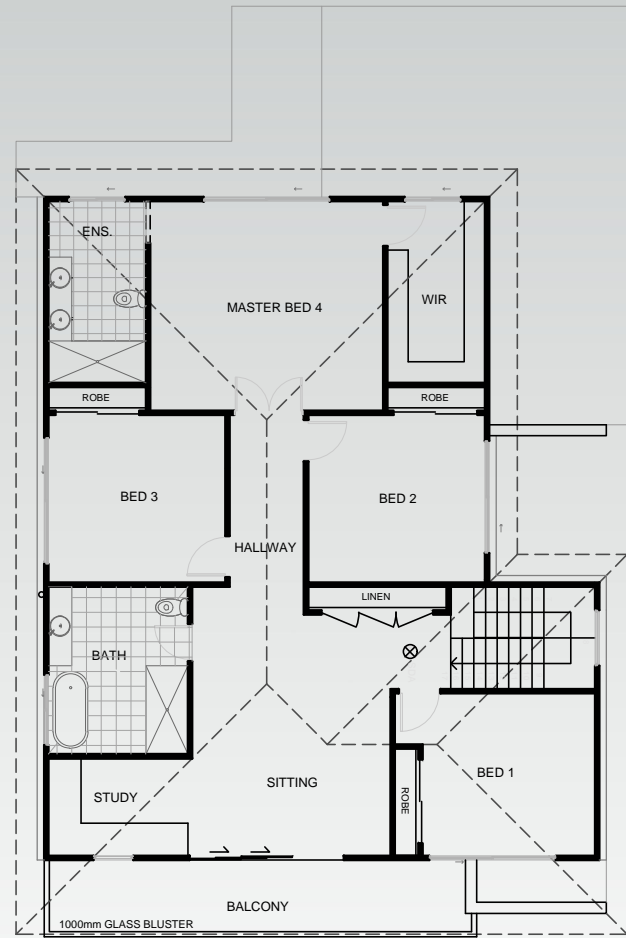 ENS.
MASTER BED 4
WIR
ROBE
ROBE
BED 3
BED 2
HALLWAY
LINEN
BATH
BED 1
SITTING
STUDY
ROBE
BALCONY
1000mm GLASS BLUSTER